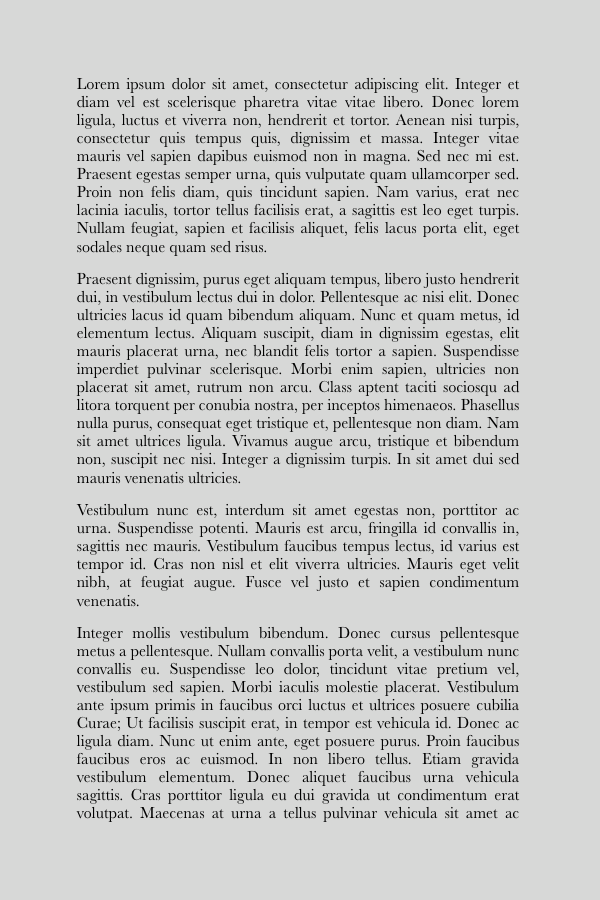 Lorem ipsum dolor sit amet, consectetur adipiscing elit. Integer et
diam vel est scelerisque pharetra vitae vitae libero. Donec lorem
ligula, luctus et viverra non, hendrerit et tortor. Aenean nisi turpis,
consectetur quis tempus quis, dignissim et massa. Integer vitae
mauris vel sapien dapibus euismod non in magna. Sed nec mi est.
Praesent egestas semper urna, quis vulputate quam ullamcorper sed.
Proin non felis diam, quis tincidunt sapien. Nam varius, erat nec
lacinia iaculis, tortor tellus facilisis erat, a sagittis est leo eget turpis.
Nullam feugiat, sapien et facilisis aliquet, felis lacus porta elit, eget
sodales neque quam sed risus.
Praesent dignissim, purus eget aliquam tempus, libero justo hendrerit
dui, in vestibulum lectus dui in dolor. Pellentesque ac nisi elit. Donec
ultricies lacus id quam bibendum aliquam. Nunc et quam metus, id
elementum lectus. Aliquam suscipit, diam in dignissim egestas, elit
mauris placerat urna, nec blandit felis tortor a sapien. Suspendisse
imperdiet pulvinar scelerisque. Morbi enim sapien, ultricies non
placerat sit amet, rutrum non arcu. Class aptent taciti sociosqu ad
litora torquent per conubia nostra, per inceptos himenaeos. Phasellus
nulla purus, consequat eget tristique et, pellentesque non diam. Nam
sit amet ultrices ligula. Vivamus augue arcu, tristique et bibendum
non, suscipit nec nisi. Integer a dignissim turpis. In sit amet dui sed
mauris venenatis ultricies.
Vestibulum nunc est, interdum sit amet egestas non, porttitor ac
urna. Suspendisse potenti. Mauris est arcu, fringilla id convallis in,
sagittis nec mauris. Vestibulum faucibus tempus lectus, id varius est
tempor id. Cras non nisl et elit viverra ultricies. Mauris eget velit
nibh, at feugiat augue. Fusce vel justo et sapien condimentum
venenatis.
Integer mollis vestibulum bibendum. Donec cursus pellentesque
metus a pellentesque. Nullam convallis porta velit, a vestibulum nunc
convallis eu. Suspendisse leo dolor, tincidunt vitae pretium vel,
vestibulum sed sapien. Morbi iaculis molestie placerat. Vestibulum
ante ipsum primis in faucibus orci luctus et ultrices posuere cubilia
Curae; Ut facilisis suscipit erat, in tempor est vehicula id. Donec ac
ligula diam. Nunc ut enim ante, eget posuere purus. Proin faucibus
faucibus eros ac euismod. In non libero tellus. Etiam gravida
vestibulum elementum. Donec aliquet faucibus urna vehicula
sagittis. Cras porttitor ligula eu dui gravida ut condimentum erat
volutpat. Maecenas at urna a tellus pulvinar vehicula sit amet ac